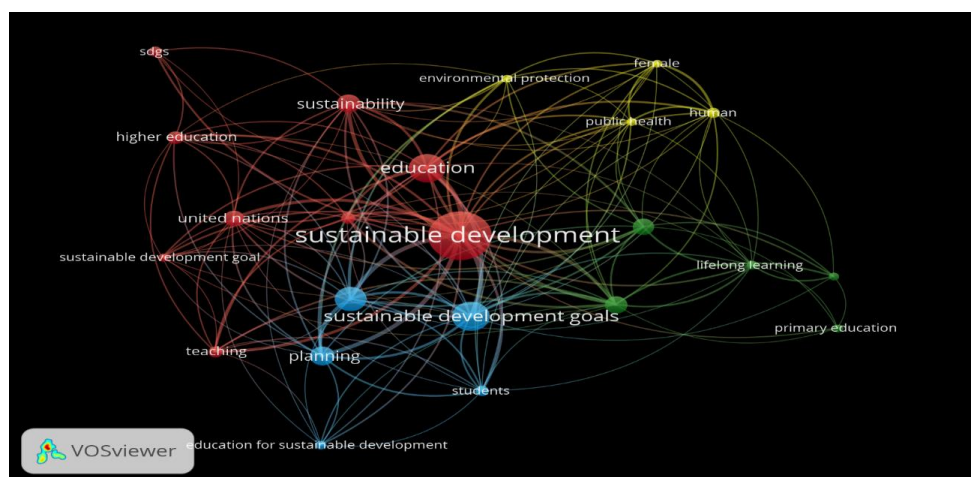 sdgs
female
environmental protection
sustainability
human
public health
higher education
education
united nations
sustainable development
sustainable development goal
lifelong learning
sustainable development goals
primary education
teaching
planning
students
education for sustainable development
VOSviewer